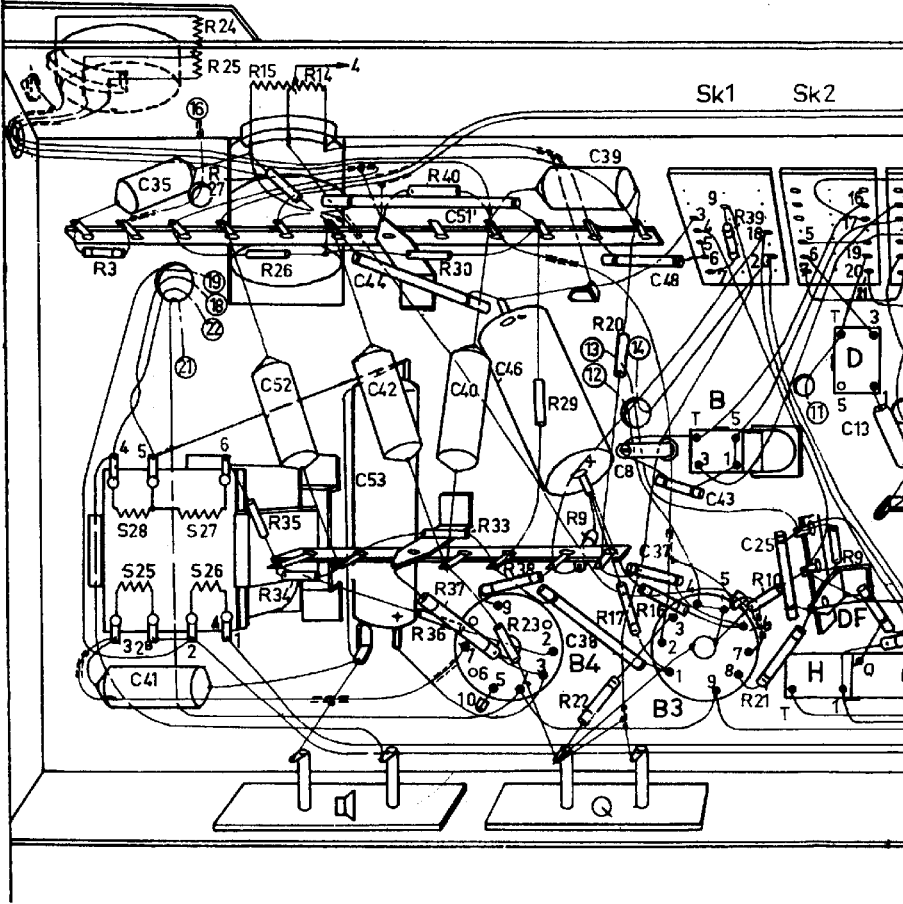 R24
R25
R15 R14 4
Sk1 Sk2
16
C35
R
27
R40
C39
C51'
9
3
4
5
6
7
R39
18
20
16
17
5
6
7
19
20
21
R3
R26
C44
R30
C48
19
18
22
21
R20
13
14
12
T 3
D
5 1
11
C13
C52
C42
C40
C46
R29
B
T 5
3 1
C8
C43
4 5 6
C53
S28 S27
R35
R33
R9
S25 S26
R34
R37
R38
C37
R36
R23
C38
R17
R16
4 5
6
C25
R10
R9
DF
3 2 2 1
4
C41
9
2
3
7
6
10
5
B4
R22
B3
3
2
1
7
8
9
R21
H
Q
T 1
Q